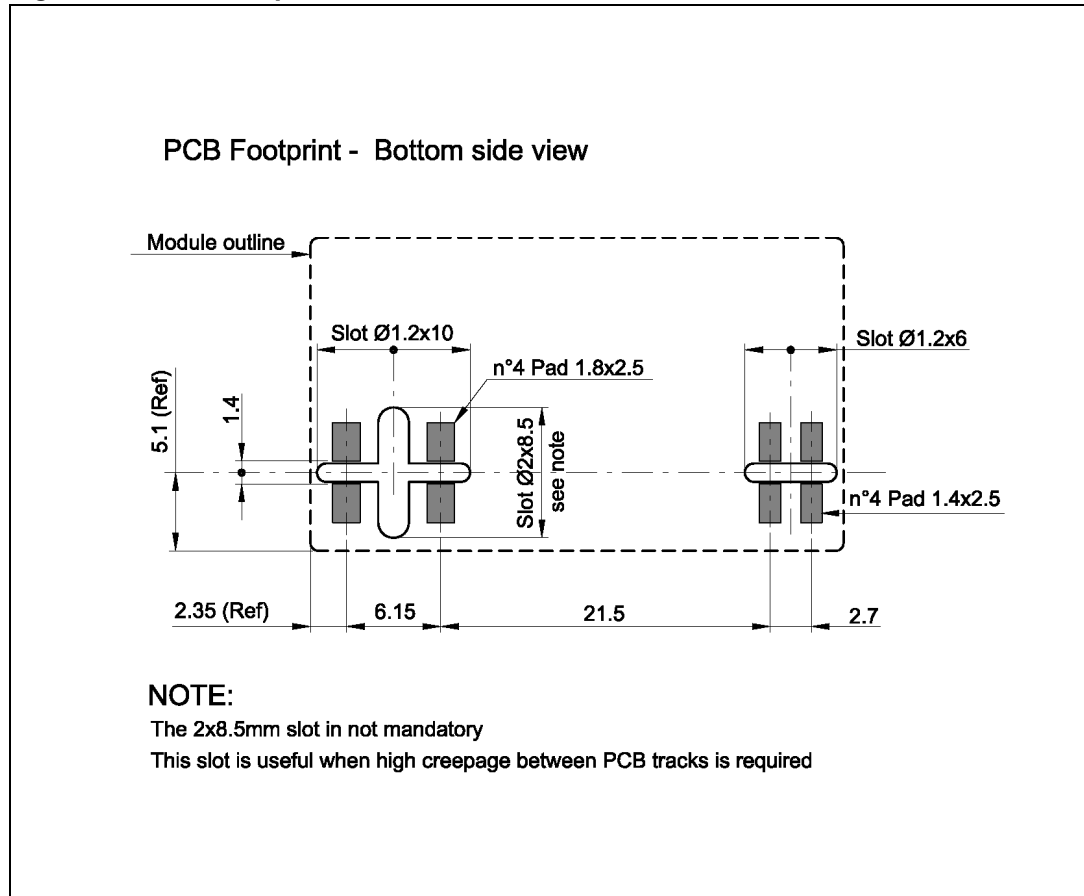 PCB Footprint - Bottom side view
Module outline
Slot Ø1.2x10
Slot Ø1.2x6
n°4 Pad 1.8x2.5
5.1 (Ref)
1.4
Slot Ø2x8.5
see note
n°4 Pad 1.4x2.5
2.35 (Ref)
6.15
21.5
2.7
NOTE:
The 2x8.5mm slot in not mandatory
This slot is useful when high creepage between PCB tracks is required